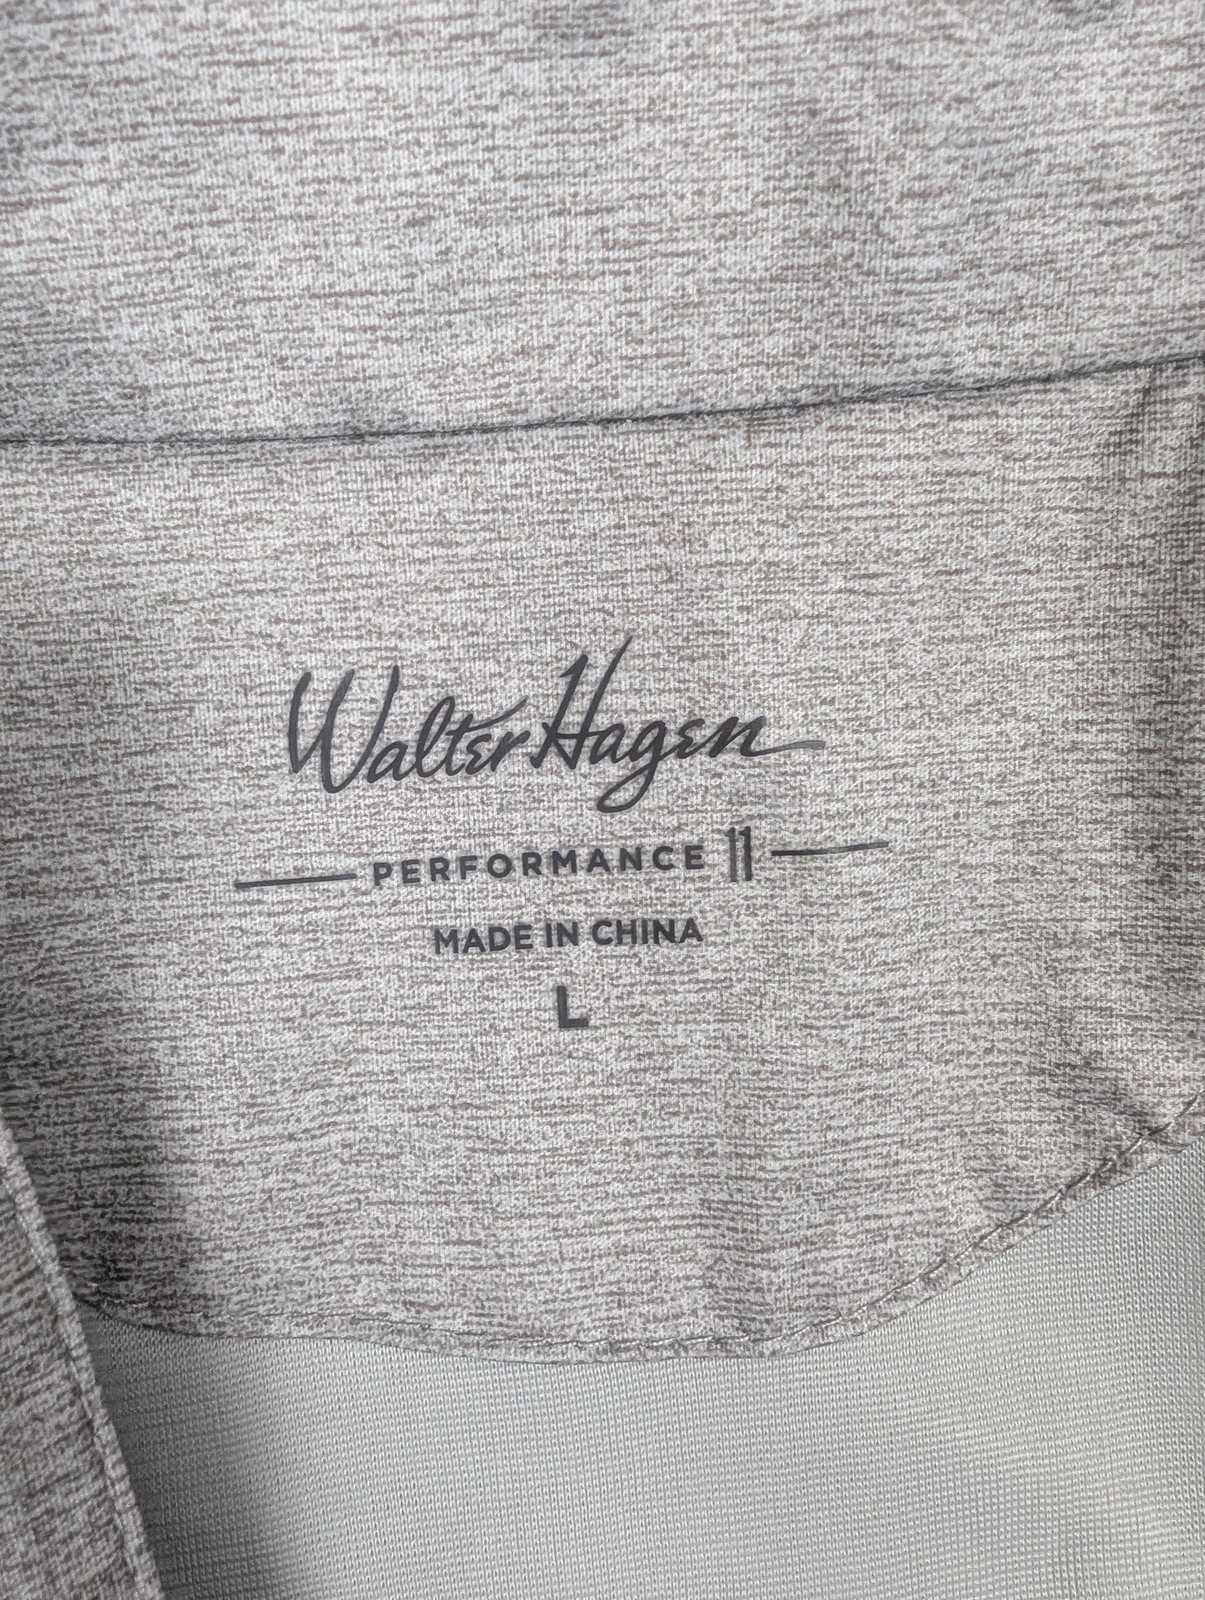 Walter Hagen
PERFORMANCE 11
MADE IN CHINA
L